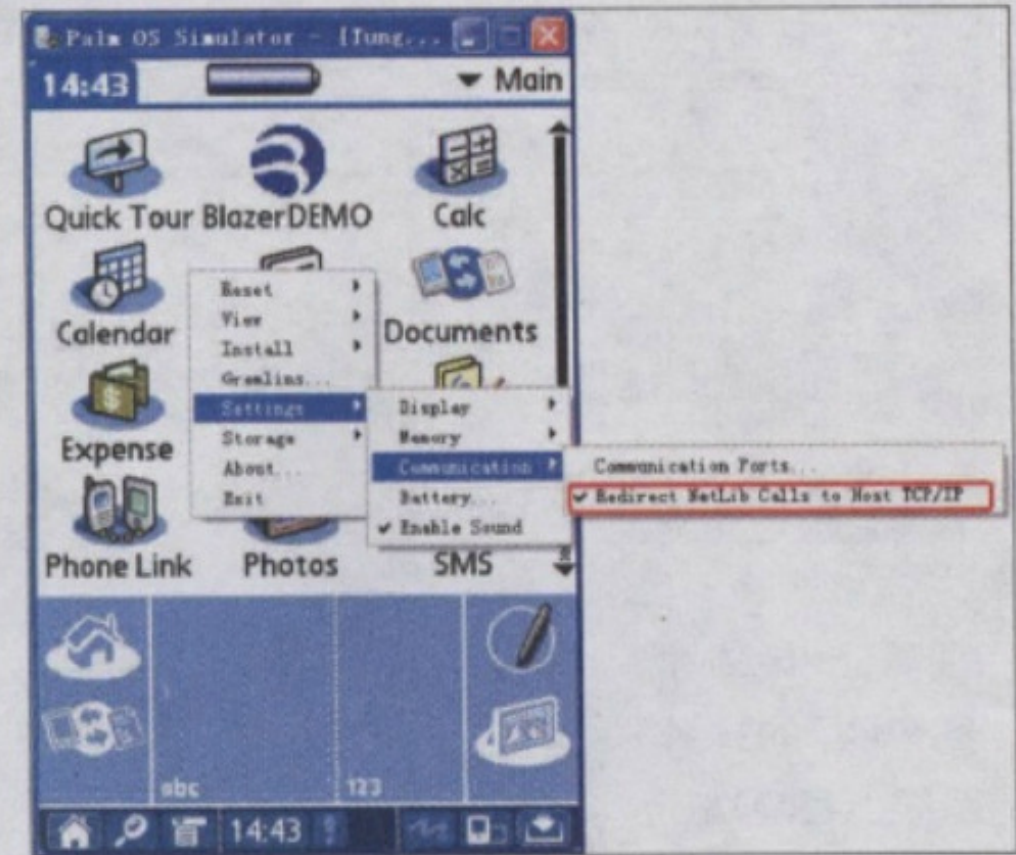 Palm OS Simulator - [Tung...
14:43
Main
Quick Tour BlazerDEMO Calc
Calendar
Documents
Expense
Phone Link Photos SMS
Reset
View
Install
Gremlins...
Settings
Storage
About...
Exit
Display
Memory
Communication
Battery...
Enable Sound
Communication Ports...
Redirect NetLib Calls to Host TCP/IP
abc 123
14:43